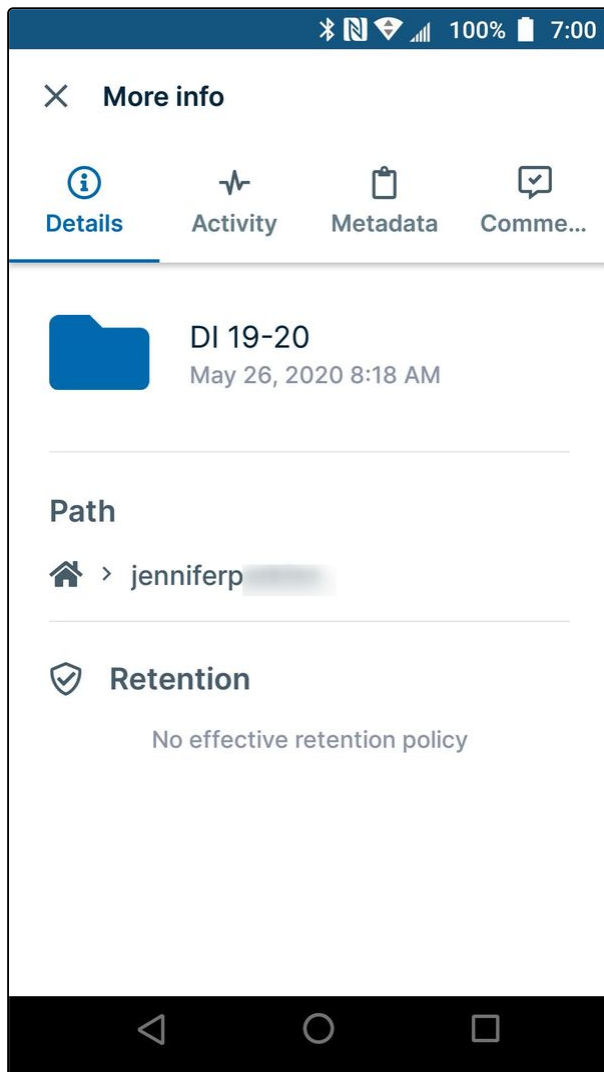 100% 7:00
More info
Details Activity Metadata Comme...
DI 19-20
May 26, 2020 8:18 AM
Path
> jenniferp
Retention
No effective retention policy